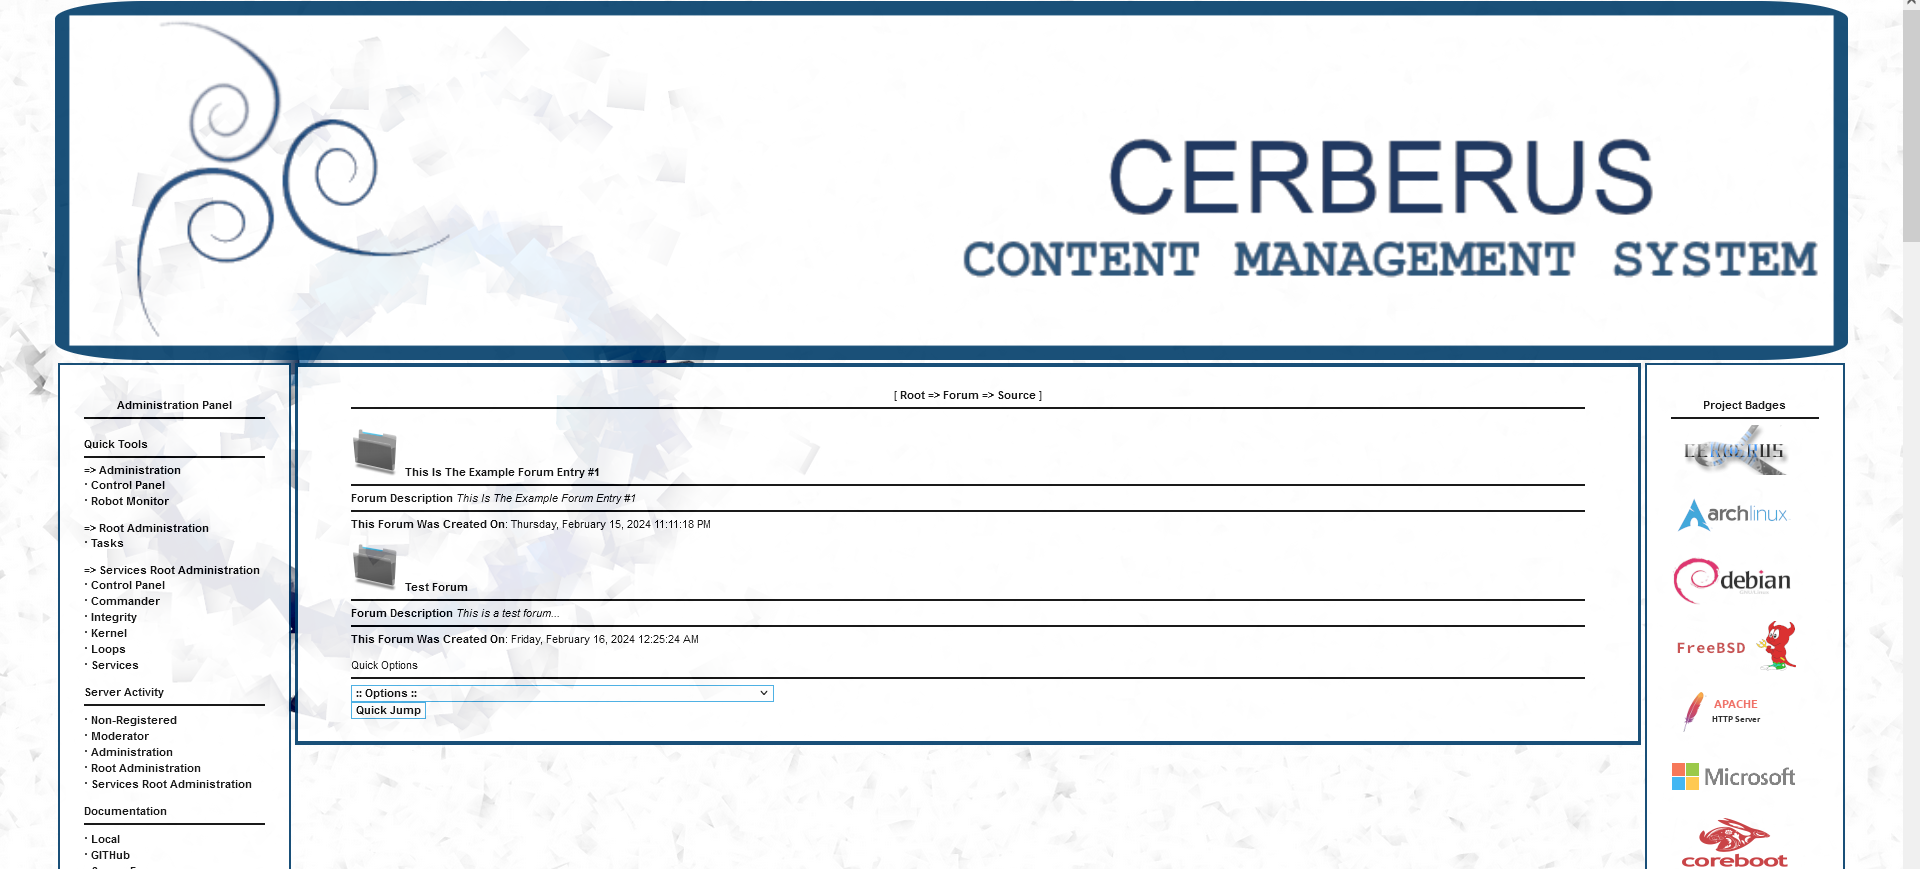 CERBERUS
CONTENT MANAGEMENT SYSTEM
Administration Panel
Quick Tools
=> Administration
· Control Panel
· Robot Monitor
=> Root Administration
· Tasks
=> Services Root Administration
· Control Panel
· Commander
· Integrity
· Kernel
· Loops
· Services
Server Activity
· Non-Registered
· Moderator
· Administration
· Root Administration
· Services Root Administration
Documentation
· Local
· GITHub
[ Root => Forum => Source ]
This Is The Example Forum Entry #1
Forum Description This Is The Example Forum Entry #1
This Forum Was Created On: Thursday, February 15, 2024 11:11:18 PM
Test Forum
Forum Description This is a test forum...
This Forum Was Created On: Friday, February 16, 2024 12:25:24 AM
Quick Options
:: Options ::
Quick Jump
Project Badges
CERBERUS
archlinux
debian
FreeBSD
APACHE
HTTP Server
Microsoft
coreboot